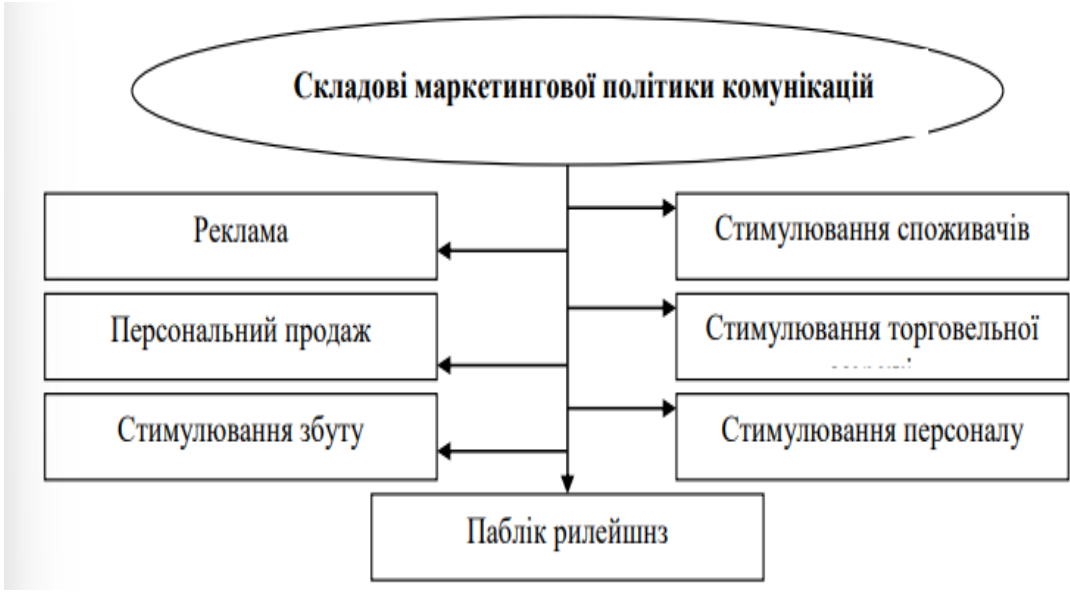 Складові маркетингової політики комунікацій
Реклама
Стимулювання споживачів
Персональний продаж
Стимулювання торговельної
Стимулювання збуту
Стимулювання персоналу
Паблік рилейшнз